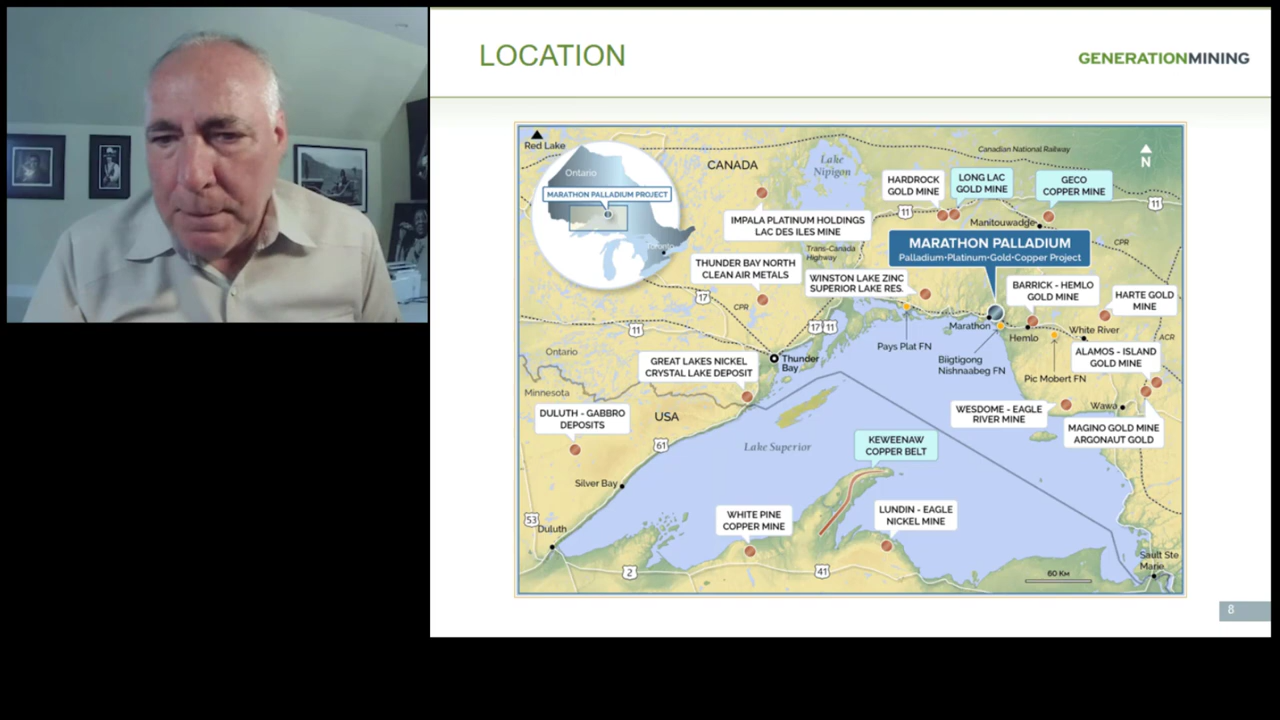 LOCATION
GENERATIONMINING
Red Lake
CANADA
Lake
Nipigon
Canadian National Railway
N
Ontario
MARATHON PALLADIUM PROJECT
Toronto
HARDROCK
GOLD MINE
LONG LAC
GOLD MINE
GECO
COPPER MINE
11
11
IMPALA PLATINUM HOLDINGS
LAC DES ILES MINE
Manitouwadge
Trans-Canada
Highway
MARATHON PALLADIUM
Palladium•Platinum•Gold•Copper Project
CPR
THUNDER BAY NORTH
CLEAN AIR METALS
WINSTON LAKE ZINC
SUPERIOR LAKE RES.
BARRICK - HEMLO
GOLD MINE
HARTE GOLD
MINE
17
CPR
11
17
11
Marathon
Hemlo
White River
ACR
Pays Plat FN
Biigtigong
Nishnaabeg FN
Pic Mobert FN
ALAMOS - ISLAND
GOLD MINE
Ontario
Minnesota
GREAT LAKES NICKEL
CRYSTAL LAKE DEPOSIT
Thunder
Bay
DULUTH - GABBRO
DEPOSITS
USA
WESDOME - EAGLE
RIVER MINE
Wawa
MAGINO GOLD MINE
ARGONAUT GOLD
61
Lake Superior
KEWEENAW
COPPER BELT
Silver Bay
WHITE PINE
COPPER MINE
LUNDIN - EAGLE
NICKEL MINE
53
Duluth
2
41
60 KM
Sault Ste
Marie
8